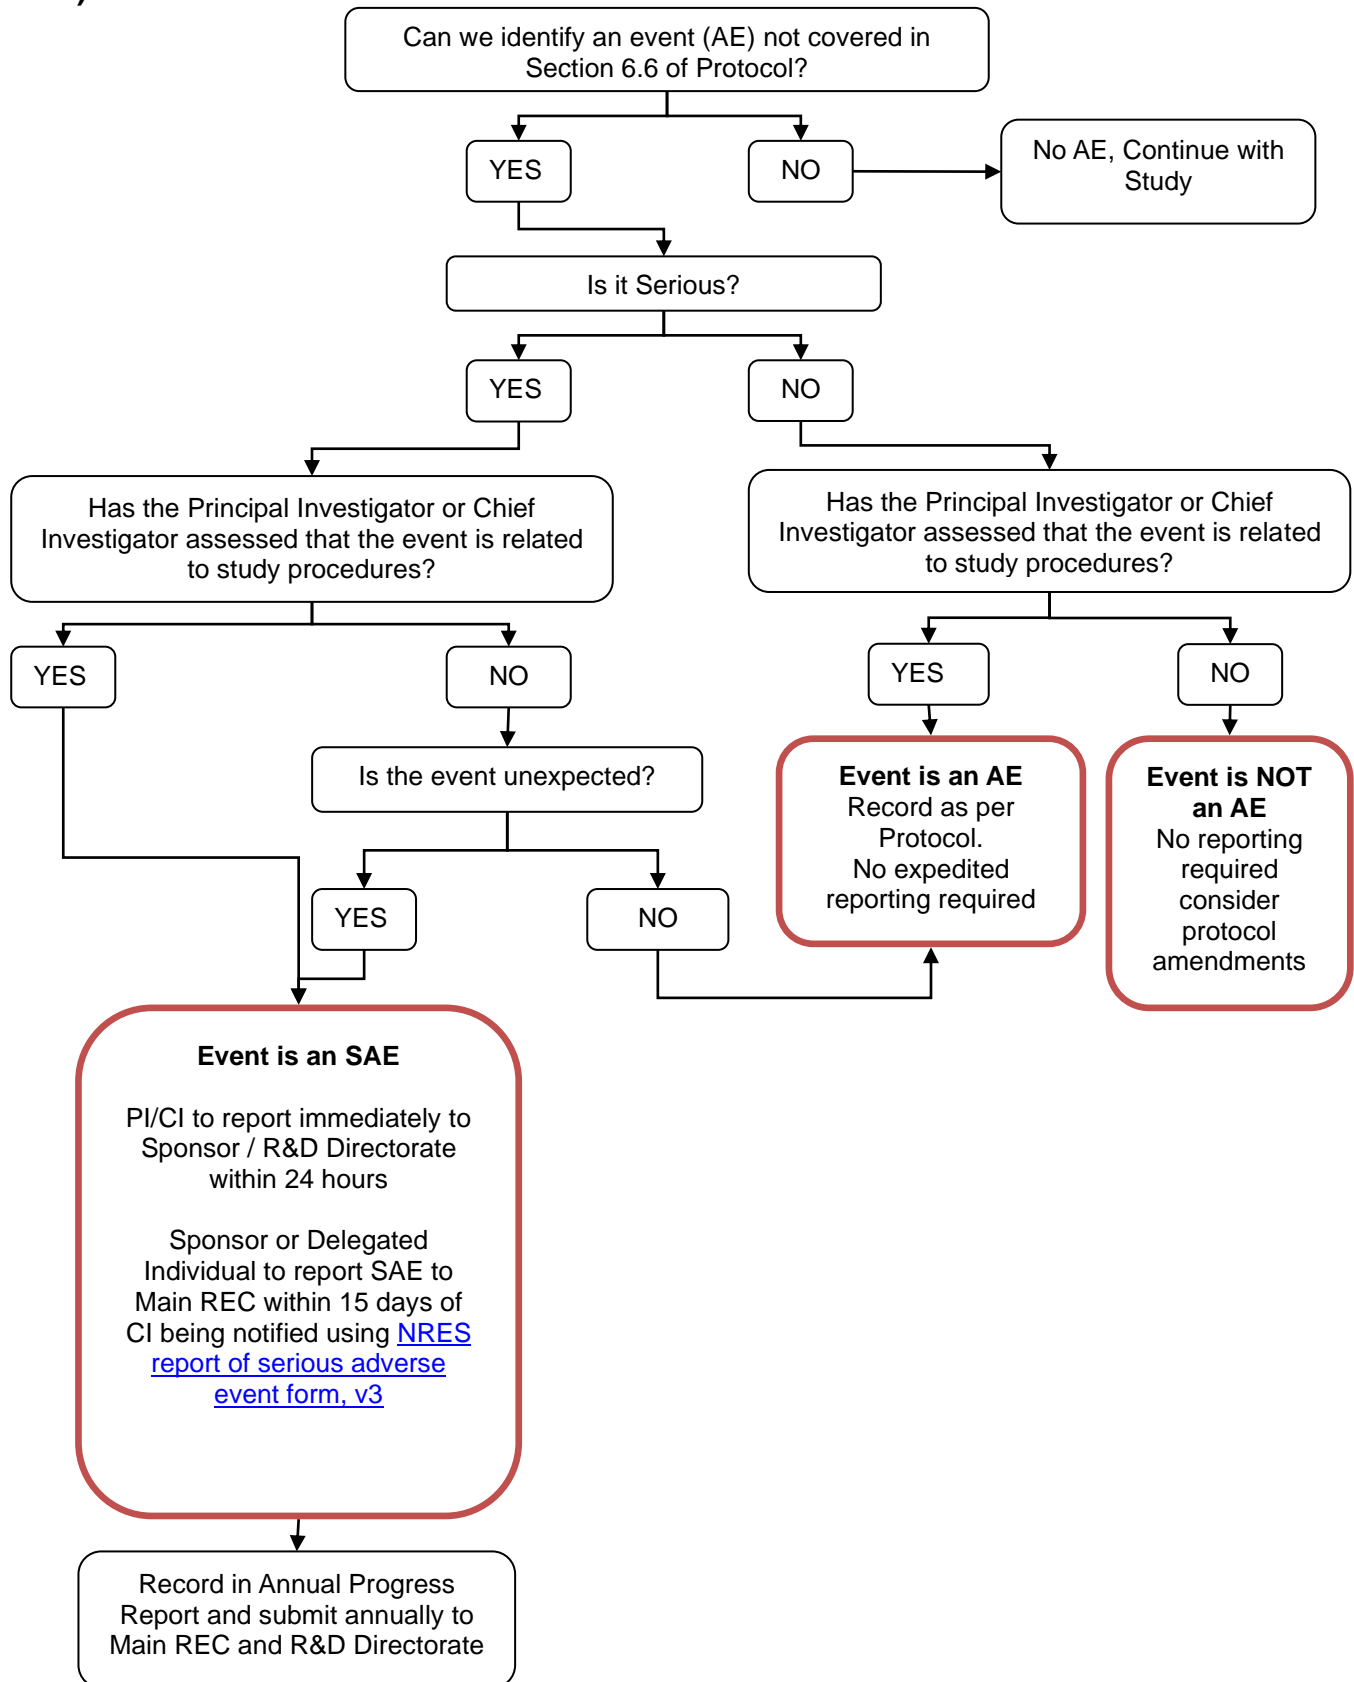 Can we identify an event (AE) not covered in
Section 6.6 of Protocol?
YES
NO
No AE, Continue with
Study
Is it Serious?
YES
NO
Has the Principal Investigator or Chief
Investigator assessed that the event is related
to study procedures?
Has the Principal Investigator or Chief
Investigator assessed that the event is related
to study procedures?
YES
NO
YES
NO
Is the event unexpected?
Event is an AE
Record as per
Protocol.
No expedited
reporting required
Event is NOT
an AE
No reporting
required
consider
protocol
amendments
YES
NO
Event is an SAE
PI/CI to report immediately to
Sponsor / R&D Directorate
within 24 hours
Sponsor or Delegated
Individual to report SAE to
Main REC within 15 days of
CI being notified using NRES
report of serious adverse
event form, v3
Record in Annual Progress
Report and submit annually to
Main REC and R&D Directorate